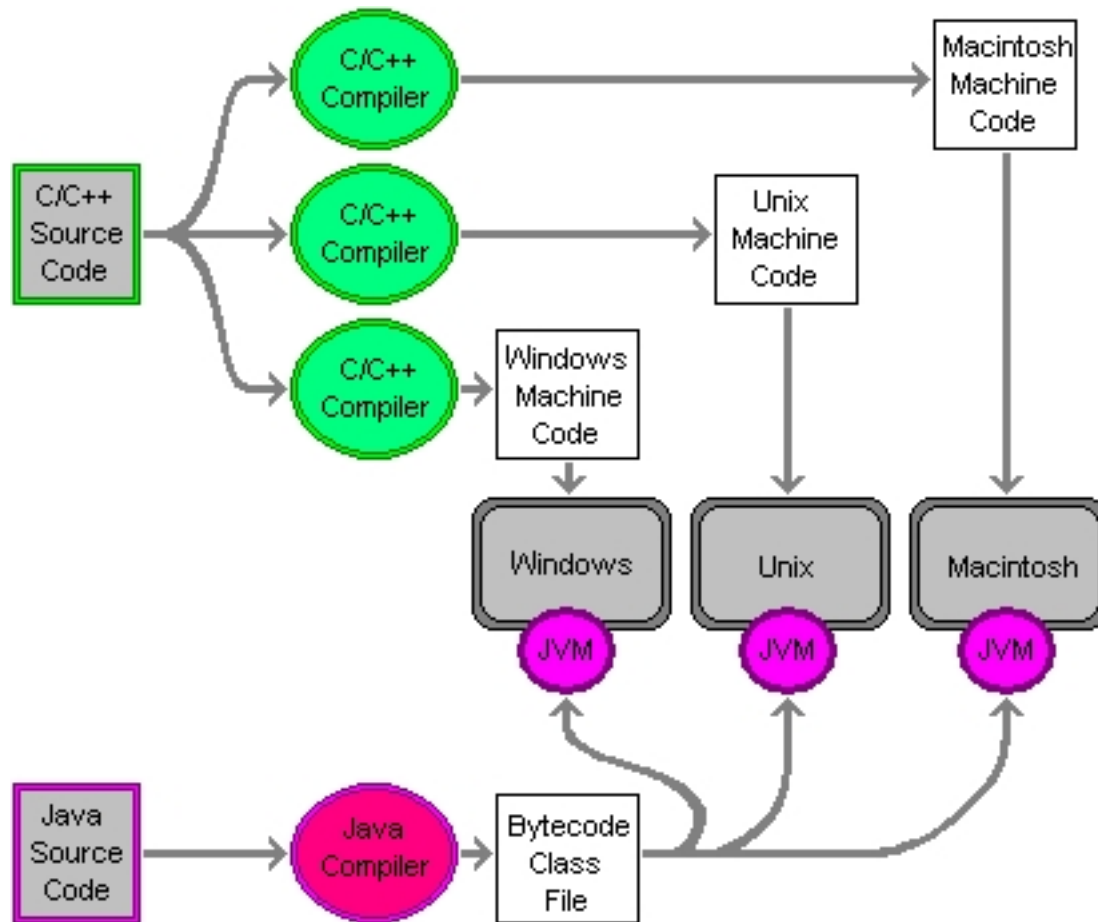 C/C++
Compiler
Macintosh
Machine
Code
C/C++
Source
Code
C/C++
Compiler
Unix
Machine
Code
C/C++
Compiler
Windows
Machine
Code
Windows
Unix
Macintosh
JVM
JVM
JVM
Java
Source
Code
Java
Compiler
Bytecode
Class
File